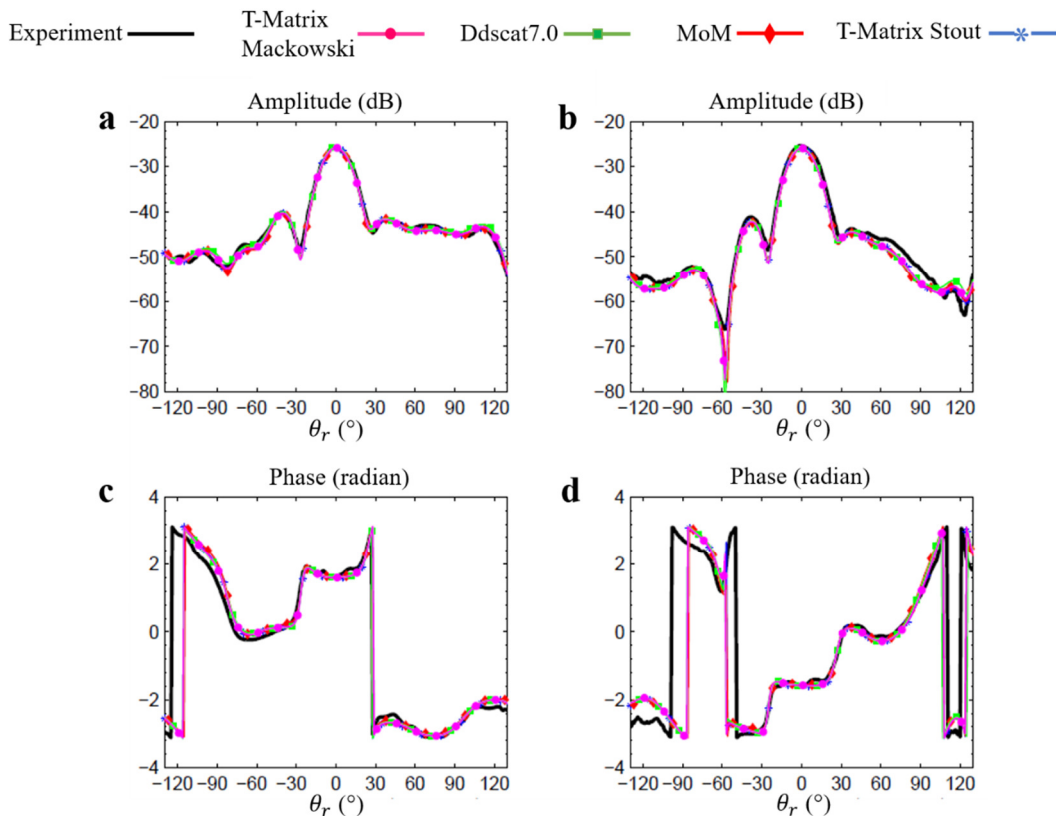 Experiment T-Matrix Mackowski Ddscat7.0 MoM T-Matrix Stout
a Amplitude (dB)
−20
−30
−40
−50
−60
−70
−80
−120 −90 −60 −30 0 30 60 90 120
θr (°)
b Amplitude (dB)
−20
−30
−40
−50
−60
−70
−80
−120 −90 −60 −30 0 30 60 90 120
θr (°)
c Phase (radian)
4
2
0
−2
−4
−120 −90 −60 −30 0 30 60 90 120
θr (°)
d Phase (radian)
4
2
0
−2
−4
−120 −90 −60 −30 0 30 60 90 120
θr (°)